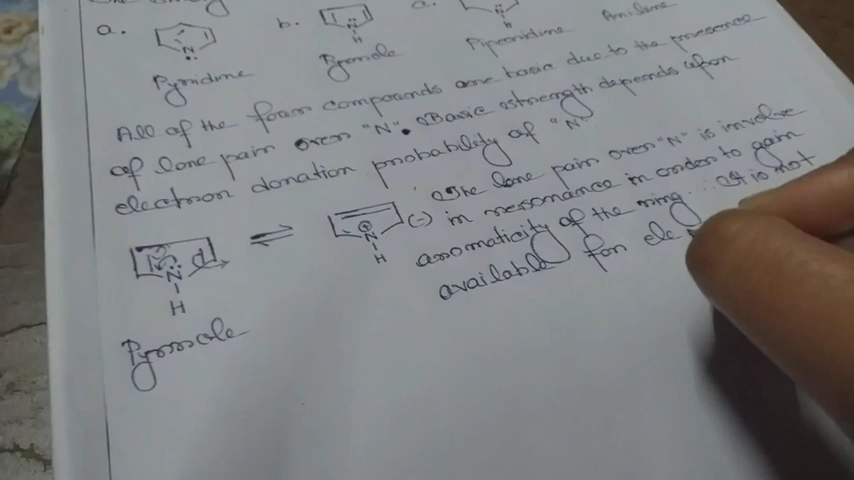 a.
b.
N
N
H
H
Pyridine
Pyrrole
Piperidine
Aniline
All of the four compounds are basic due to the presence
of lone pair over "N". Basic strength depends upon
electron donation probability of "N"
N
H
(-)
N
H
Pyrrole
The lone pair over "N" is involve
in resonance in order to gain
aromaticity of the ring. It is not
available for ele